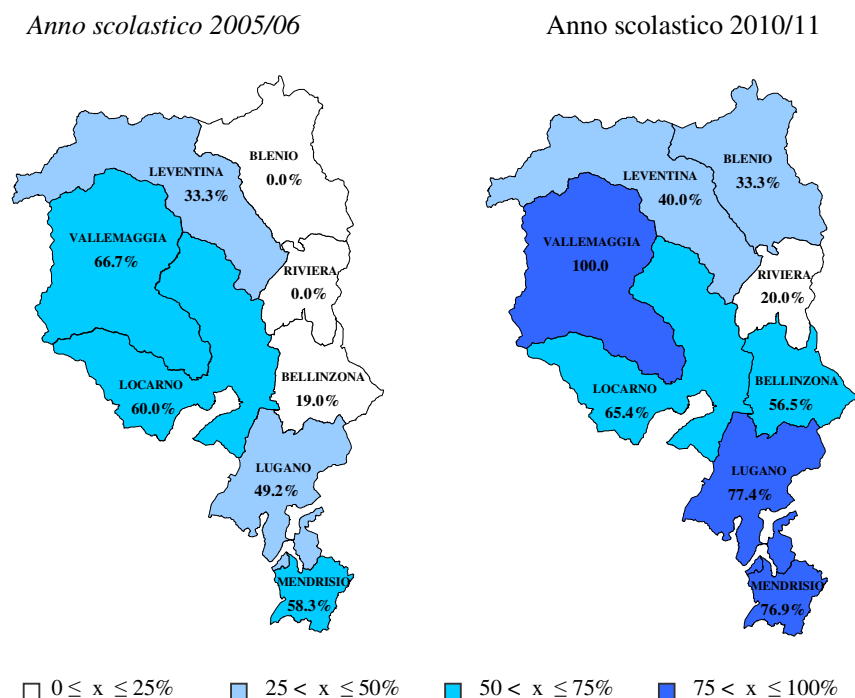 Anno scolastico 2005/06
BLENIO
0.0%
LEVENTINA
33.3%
VALLEMAGGIA
66.7%
RIVIERA
0.0%
LOCARNO
60.0%
BELLINZONA
19.0%
LUGANO
49.2%
MENDRISIO
58.3%
Anno scolastico 2010/11
BLENIO
33.3%
LEVENTINA
40.0%
VALLEMAGGIA
100.0
RIVIERA
20.0%
LOCARNO
65.4%
BELLINZONA
56.5%
LUGANO
77.4%
MENDRISIO
76.9%
0 ≤ x ≤ 25%
25 < x ≤ 50%
50 < x ≤ 75%
75 < x ≤ 100%